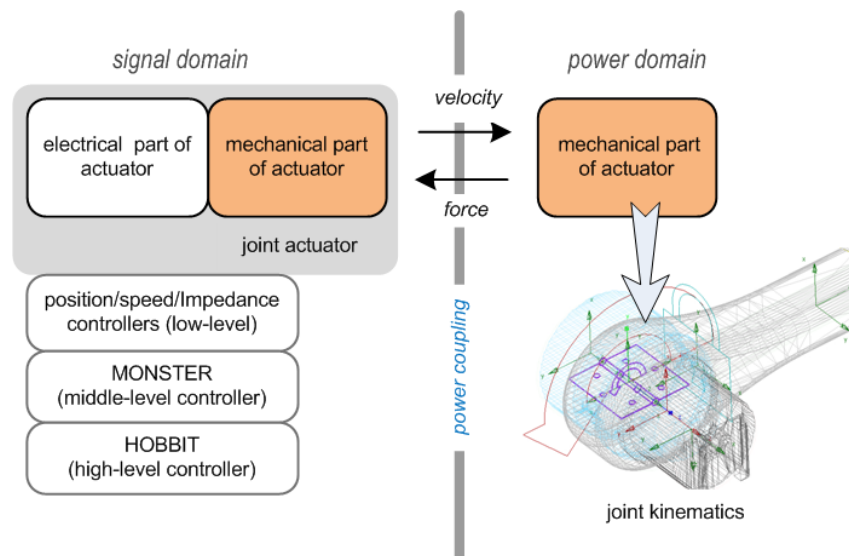 signal domain
power domain
electrical part of
actuator
mechanical part
of actuator
joint actuator
velocity
force
mechanical part
of actuator
position/speed/Impedance
controllers (low-level)
MONSTER
(middle-level controller)
HOBBIT
(high-level controller)
power coupling
joint kinematics